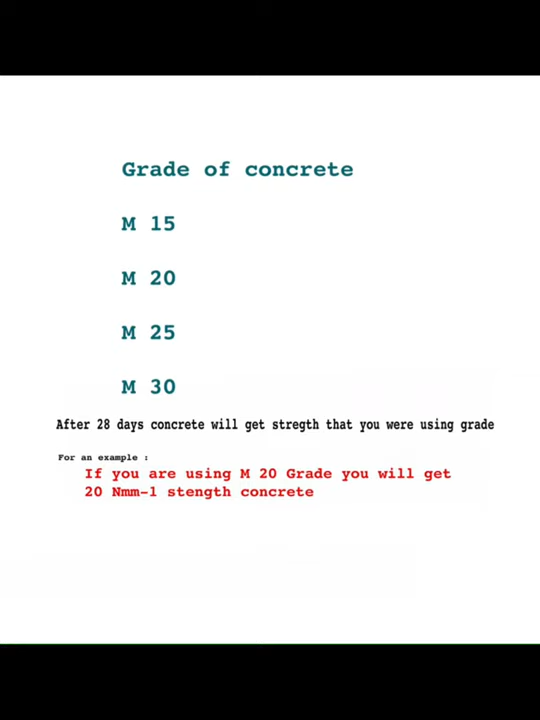 Grade of concrete
M 15
M 20
M 25
M 30
After 28 days concrete will get stregth that you were using grade
For an example :
If you are using M 20 Grade you will get
20 Nmm-1 stength concrete